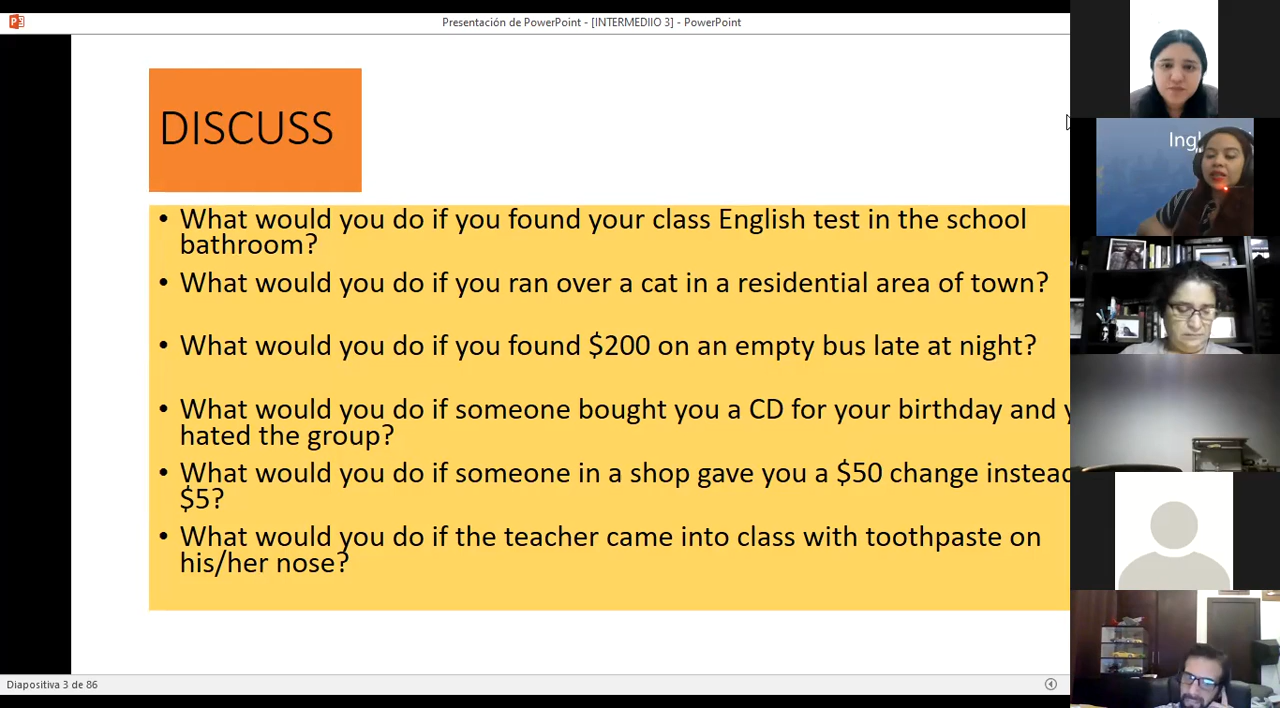 Presentación de PowerPoint - [INTERMEDIIO 3] - PowerPoint
DISCUSS
• What would you do if you found your class English test in the school
bathroom?
• What would you do if you ran over a cat in a residential area of town?
• What would you do if you found $200 on an empty bus late at night?
• What would you do if someone bought you a CD for your birthday and
hated the group?
• What would you do if someone in a shop gave you a $50 change instead
$5?
• What would you do if the teacher came into class with toothpaste on
his/her nose?
Diapositiva 3 de 86